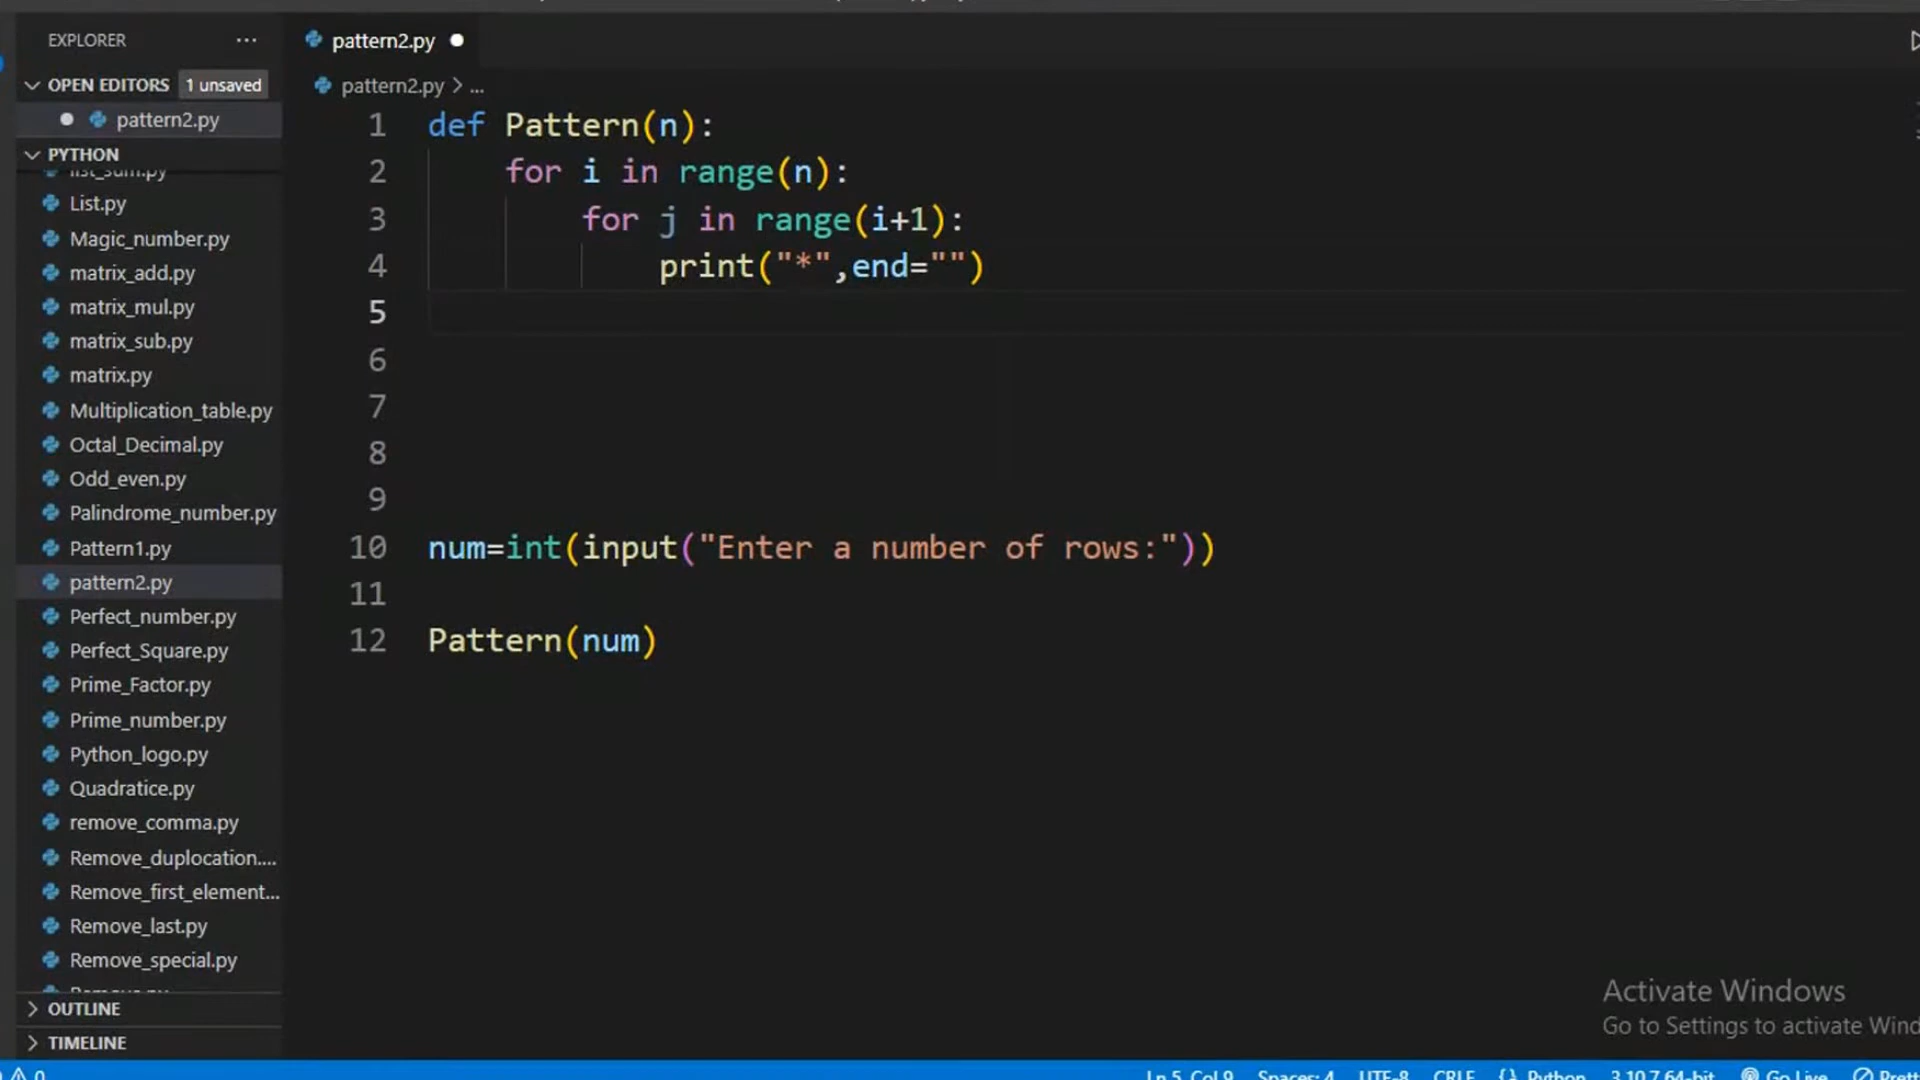 EXPLORER
OPEN EDITORS 1 unsaved
pattern2.py
PYTHON
list_sum.py
List.py
Magic_number.py
matrix_add.py
matrix_mul.py
matrix_sub.py
matrix.py
Multiplication_table.py
Octal_Decimal.py
Odd_even.py
Palindrome_number.py
Pattern1.py
pattern2.py
Perfect_number.py
Perfect_Square.py
Prime_Factor.py
Prime_number.py
Python_logo.py
Quadratice.py
remove_comma.py
Remove_duplocation....
Remove_first_element...
Remove_last.py
Remove_special.py
OUTLINE
TIMELINE
pattern2.py
pattern2.py > ...
1 def Pattern(n):
2 for i in range(n):
3 for j in range(i+1):
4 print("*",end="")
5
6
7
8
9
10 num=int(input("Enter a number of rows:"))
11
12 Pattern(num)
Activate Windows
Go to Settings to activate Wind
0 Ln 5, Col 9 Spaces: 4 UTF-8 CRLF {} Python 3.10.7 64-bit Go Live Prett